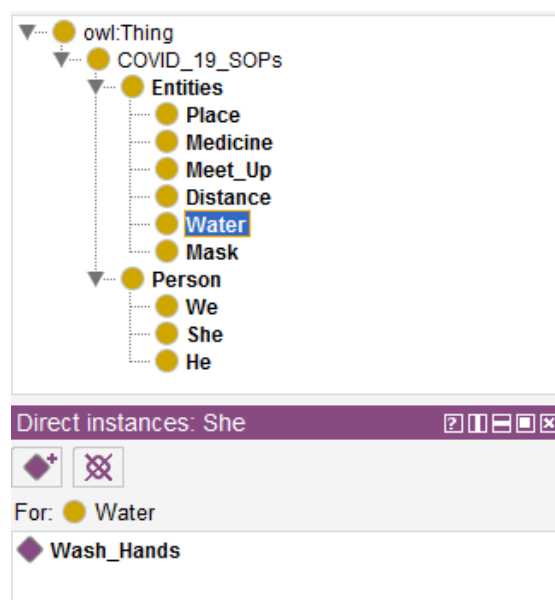 owl:Thing
COVID_19_SOPs
Entities
Place
Medicine
Meet_Up
Distance
Water
Mask
Person
We
She
He
Direct instances: She
For: Water
Wash_Hands